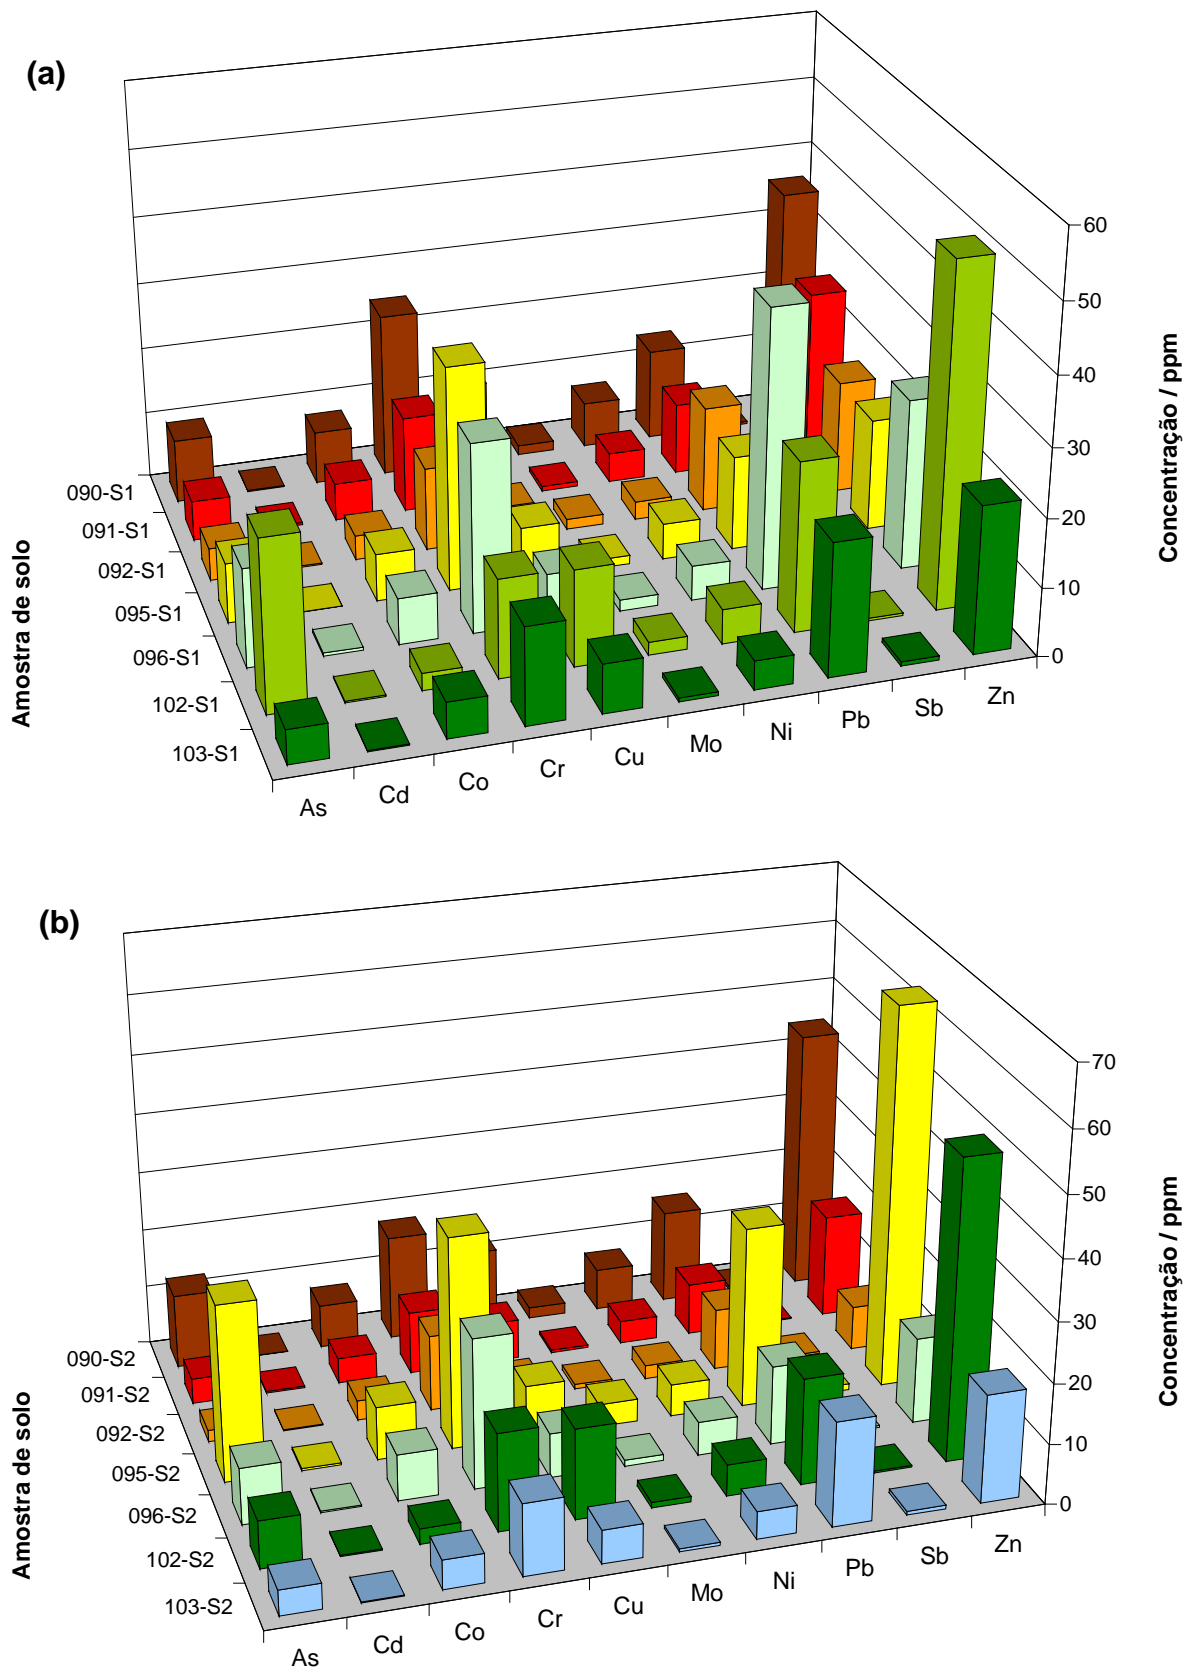 (a)
60
50
40
30
20
10
0
Concentração / ppm
Amostra de solo
090-S1
091-S1
092-S1
095-S1
096-S1
102-S1
103-S1
As
Cd
Co
Cr
Cu
Mo
Ni
Pb
Sb
Zn
(b)
70
60
50
40
30
20
10
0
Concentração / ppm
Amostra de solo
090-S2
091-S2
092-S2
095-S2
096-S2
102-S2
103-S2
As
Cd
Co
Cr
Cu
Mo
Ni
Pb
Sb
Zn